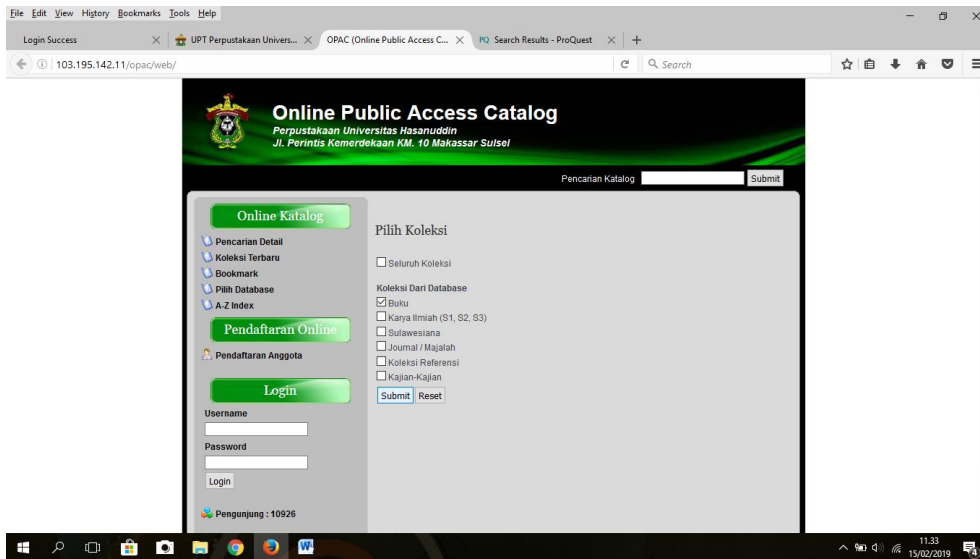 File Edit View History Bookmarks Tools Help
Login Success
UPT Perpustakaan Univers...
OPAC (Online Public Access C...
PQ Search Results - ProQuest
103.195.142.11/opac/web/
Search
Online Public Access Catalog
Perpustakaan Universitas Hasanuddin
Jl. Perintis Kemerdekaan KM. 10 Makassar Sulsel
Pencarian Katalog
Submit
Online Katalog
Pencarian Detail
Koleksi Terbaru
Bookmark
Pilih Database
A-Z Index
Pendaftaran Online
Pendaftaran Anggota
Login
Username
Password
Login
Pengunjung : 10926
Pilih Koleksi
Seluruh Koleksi
Koleksi Dari Database
Buku
Karya Ilmiah (S1, S2, S3)
Sulawesiana
Journal / Majalah
Koleksi Referensi
Kajian-Kajian
Submit Reset
11.33
15/02/2019